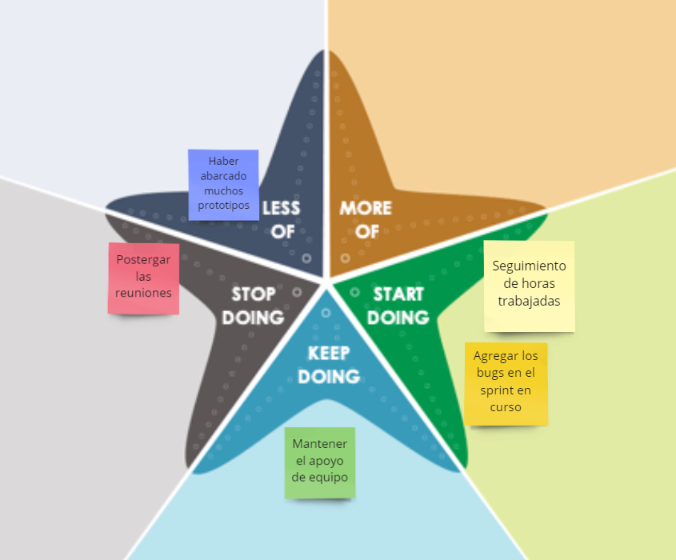 Haber
abarcado
muchos
prototipos
LESS
OF
MORE
OF
Postergar
las
reuniones
STOP
DOING
START
DOING
Seguimiento
de horas
trabajadas
KEEP
DOING
Agregar los
bugs en el
sprint en
curso
Mantener
el apoyo
de equipo